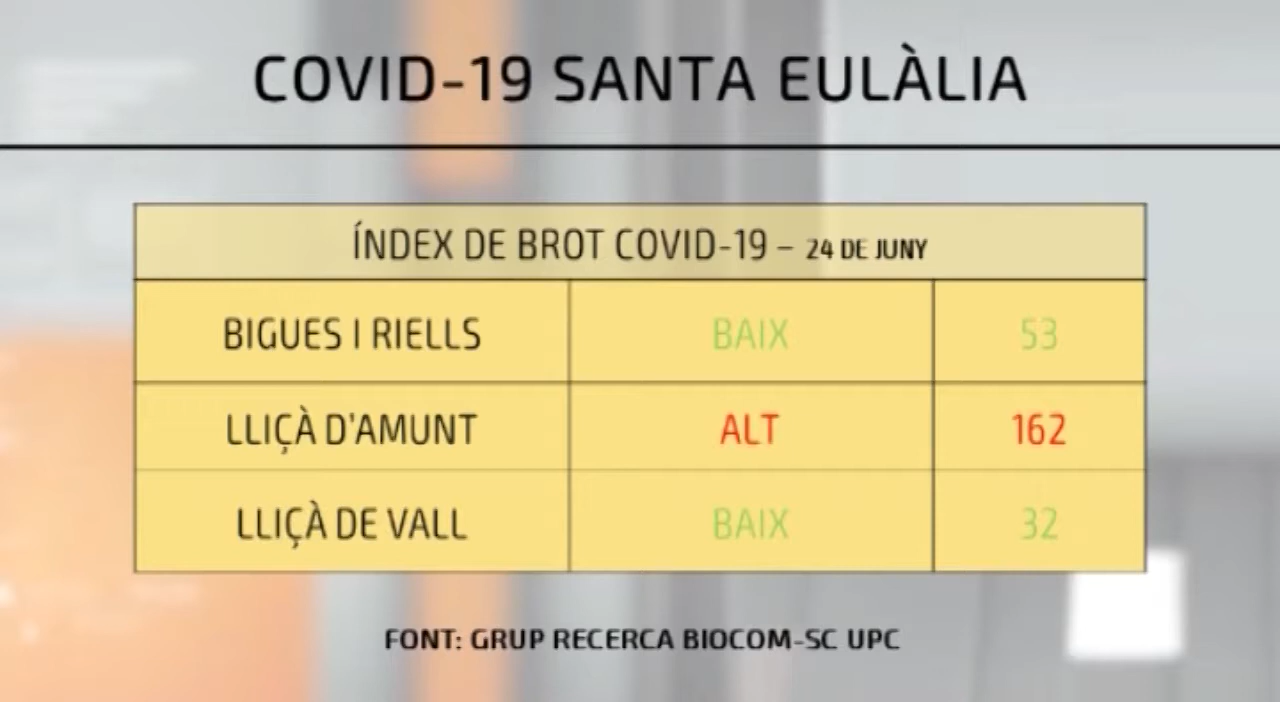 COVID-19 SANTA EULÀLIA
ÍNDEX DE BROT COVID-19 – 24 DE JUNY
BIGUES I RIELLS BAIX 53
LLIÇÀ D'AMUNT ALT 162
LLIÇÀ DE VALL BAIX 32
FONT: GRUP RECERCA BIOCOM-SC UPC